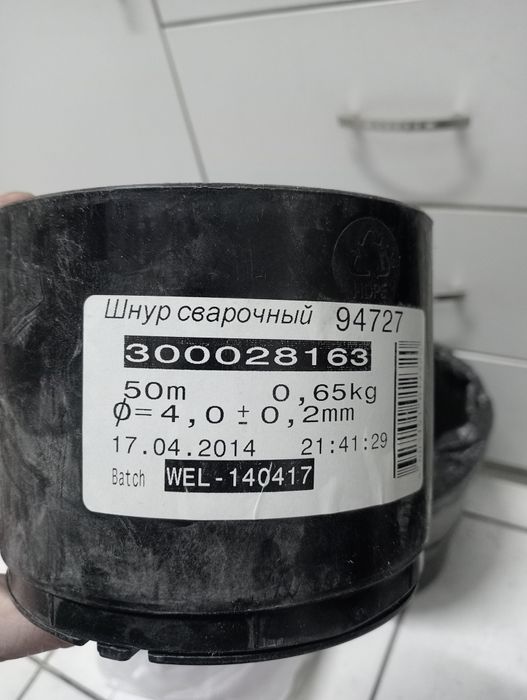 Шнур сварочный 94727
300028163
50m 0,65kg
Ø=4,0±0,2mm
17.04.2014 21:41:29
Batch WEL-140417